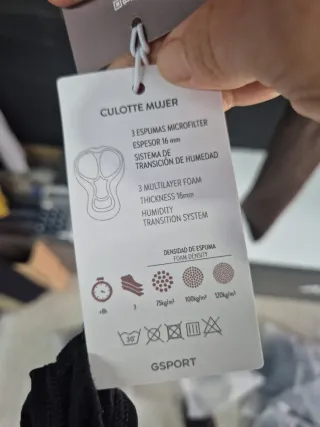 CULOTTE MUJER
3 ESPUMAS MICROFILTER
ESPESOR 16 mm
SISTEMA DE
TRANSICIÓN DE HUMEDAD
3 MULTILAYER FOAM
THICKNESS 16mm
HUMIDITY
TRANSITION SYSTEM
DENSIDAD DE ESPUMA
FOAM DENSITY
3 75kg/m³ 100kg/m³ 120kg/m³
30°
GSPORT